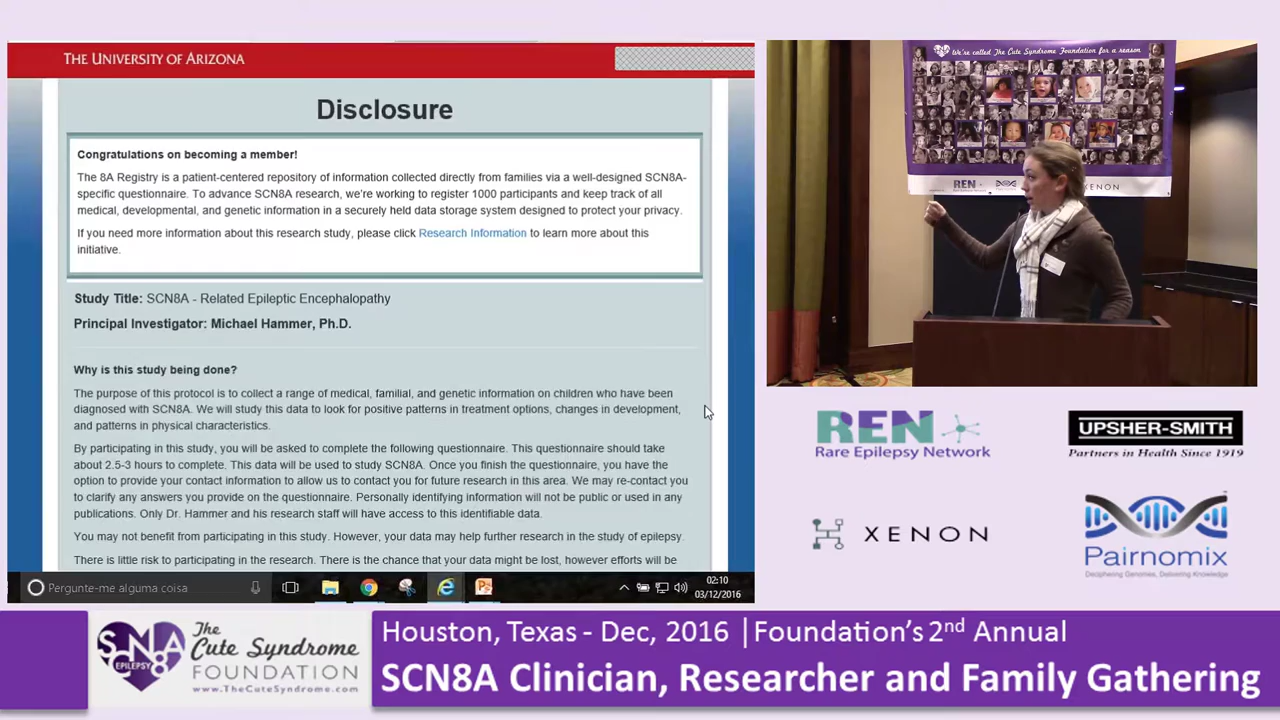 THE UNIVERSITY OF ARIZONA
Disclosure
Congratulations on becoming a member!
The 8A Registry is a patient-centered repository of information collected directly from families via a well-designed SCN8A-
specific questionnaire. To advance SCN8A research, we're working to register 1000 participants and keep track of all
medical, developmental, and genetic information in a securely held data storage system designed to protect your privacy.
If you need more information about this research study, please click Research Information to learn more about this
initiative.
Study Title: SCN8A - Related Epileptic Encephalopathy
Principal Investigator: Michael Hammer, Ph.D.
Why is this study being done?
The purpose of this protocol is to collect a range of medical, familial, and genetic information on children who have been
diagnosed with SCN8A. We will study this data to look for positive patterns in treatment options, changes in development,
and patterns in physical characteristics.
By participating in this study, you will be asked to complete the following questionnaire. This questionnaire should take
about 2.5-3 hours to complete. This data will be used to study SCN8A. Once you finish the questionnaire, you have the
option to provide your contact information to allow us to contact you for future research in this area. We may re-contact you
to clarify any answers you provide on the questionnaire. Personally identifying information will not be public or used in any
publications. Only Dr. Hammer and his research staff will have access to this identifiable data.
You may not benefit from participating in this study. However, your data may help further research in the study of epilepsy.
There is little risk to participating in the research. There is the chance that your data might be lost, however efforts will be
Pergunte-me alguma coisa
02:10
03/12/2016
We're called The Cute Syndrome Foundation for a reason
REN
XENON
REN
Rare Epilepsy Network
UPSHER-SMITH
Partners in Health Since 1919
XENON
Pairnomix
Deciphering Genomes, Delivering Knowledge
SCN8A
EPILEPSY
The
Cute Syndrome
FOUNDATION
www.TheCuteSyndrome.com
Houston, Texas - Dec, 2016 |Foundation's 2nd Annual
SCN8A Clinician, Researcher and Family Gathering